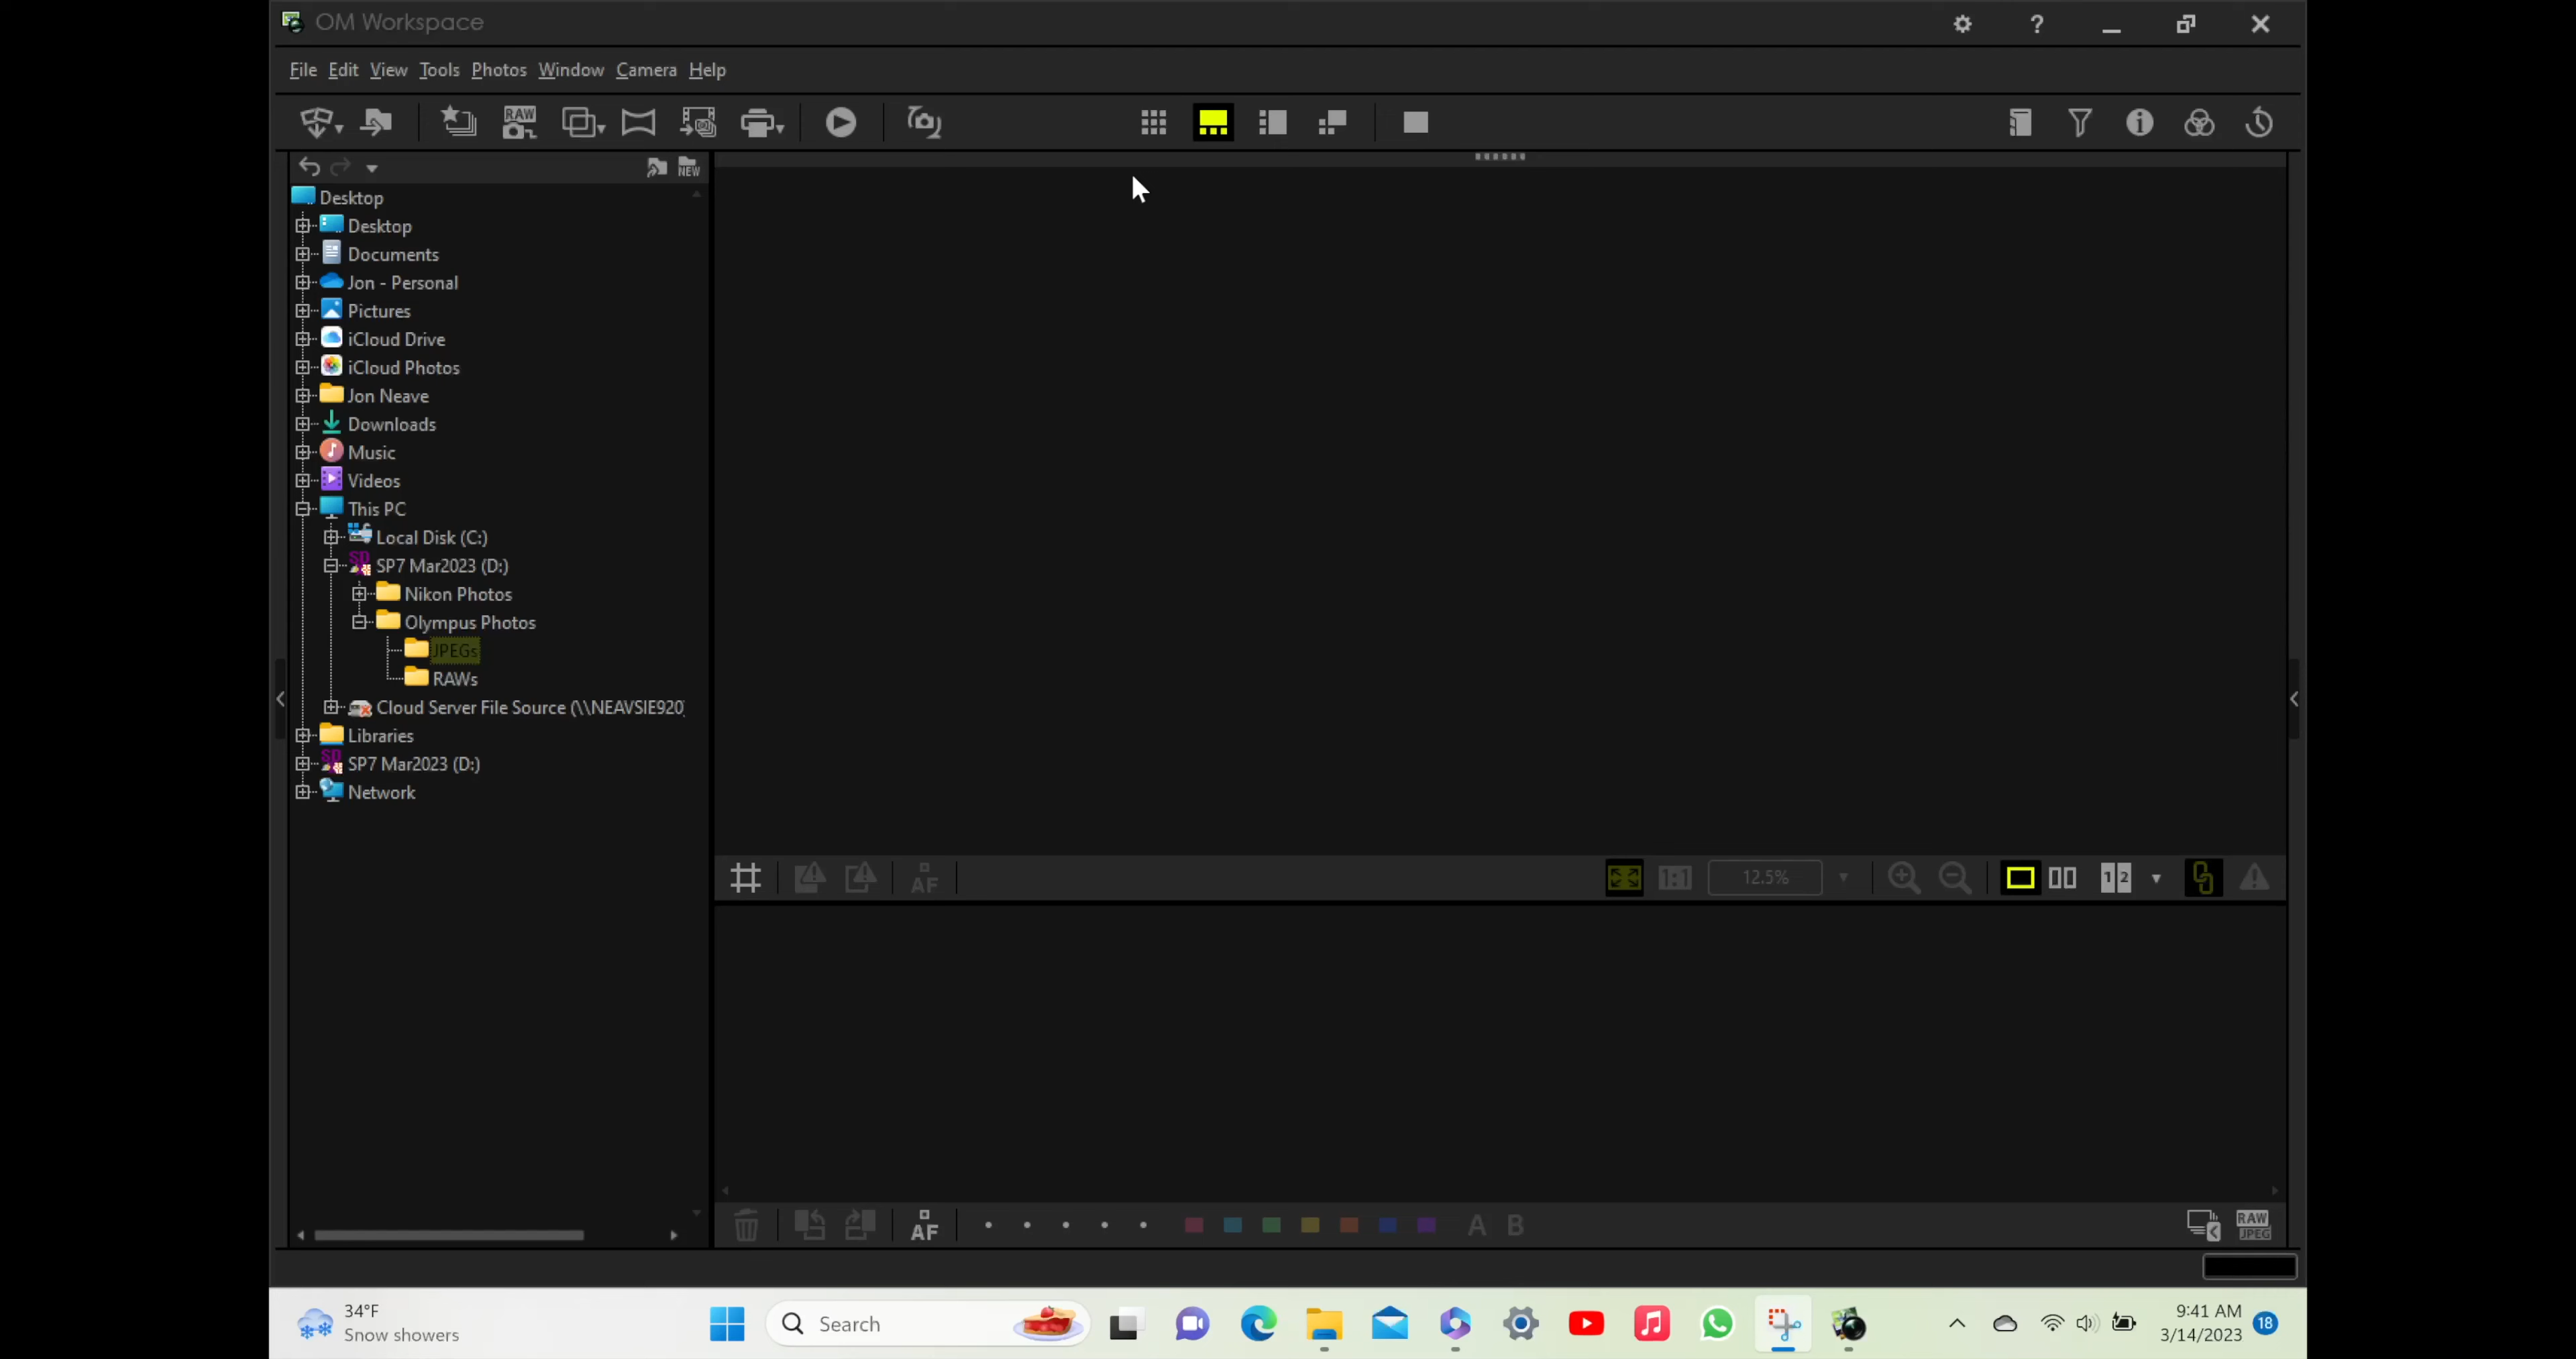 OM Workspace
File Edit View Tools Photos Window Camera Help
RAW
NEW
Desktop
Desktop
Documents
Jon - Personal
Pictures
iCloud Drive
iCloud Photos
Jon Neave
Downloads
Music
Videos
This PC
Local Disk (C:)
SP7 Mar2023 (D:)
Nikon Photos
Olympus Photos
JPEGs
RAWs
Cloud Server File Source (\\NEAVSIE920)
Libraries
SP7 Mar2023 (D:)
Network
AF 1:1 12.5% 1 2
AF A B RAW
JPEG
34°F
Snow showers
Search
9:41 AM
3/14/2023 18